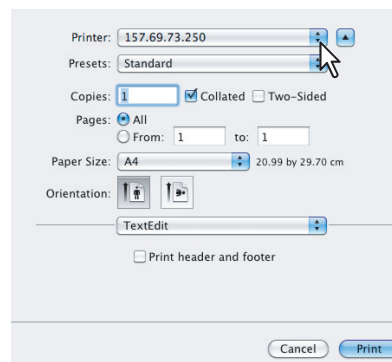 Printer: 157.69.73.250
Presets: Standard
Copies: 1 Collated Two-Sided
Pages: All
From: 1 to: 1
Paper Size: A4 20.99 by 29.70 cm
Orientation:
TextEdit
Print header and footer
Cancel Print